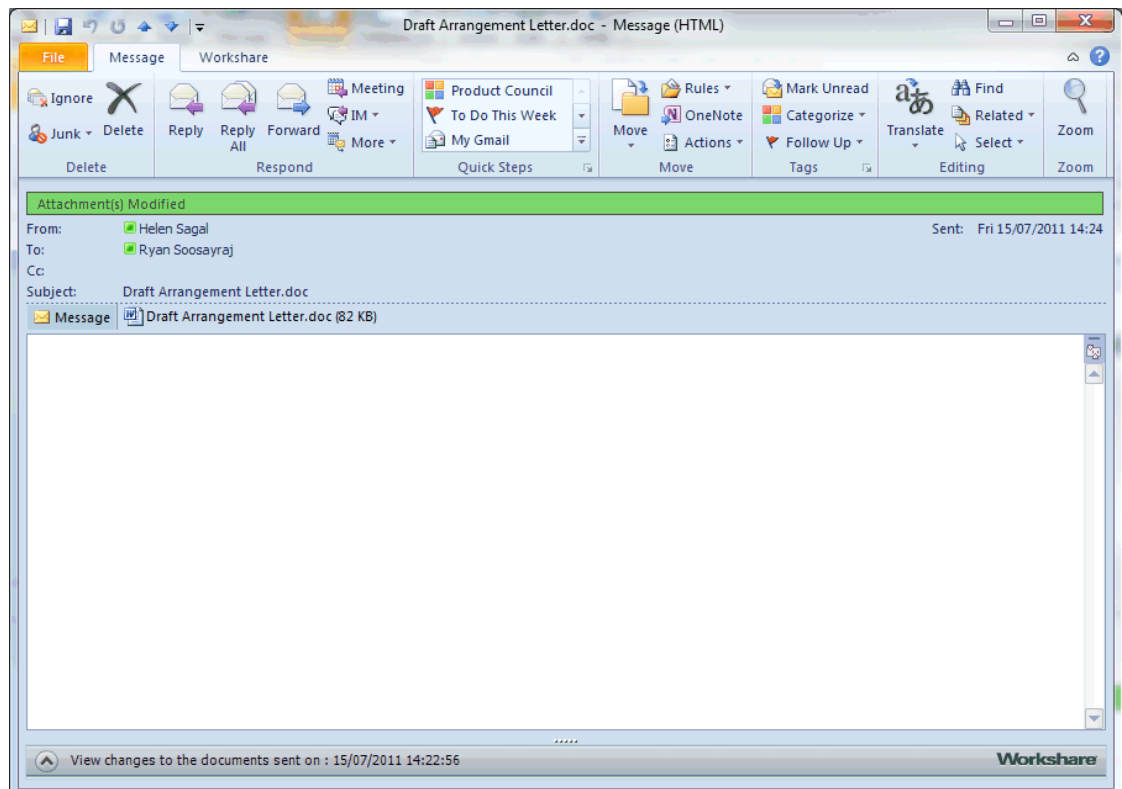 Draft Arrangement Letter.doc - Message (HTML)
File Message Workshare
Ignore
Junk
Delete
Delete
Reply
Reply All
Forward
Meeting
IM
More
Respond
Product Council
To Do This Week
My Gmail
Quick Steps
Move
Rules
OneNote
Actions
Move
Mark Unread
Categorize
Follow Up
Tags
Translate
Find
Related
Select
Editing
Zoom
Zoom
Attachment(s) Modified
From: Helen Sagal Sent: Fri 15/07/2011 14:24
To: Ryan Soosayraj
Cc:
Subject: Draft Arrangement Letter.doc
Message Draft Arrangement Letter.doc (82 KB)
View changes to the documents sent on : 15/07/2011 14:22:56 Workshare